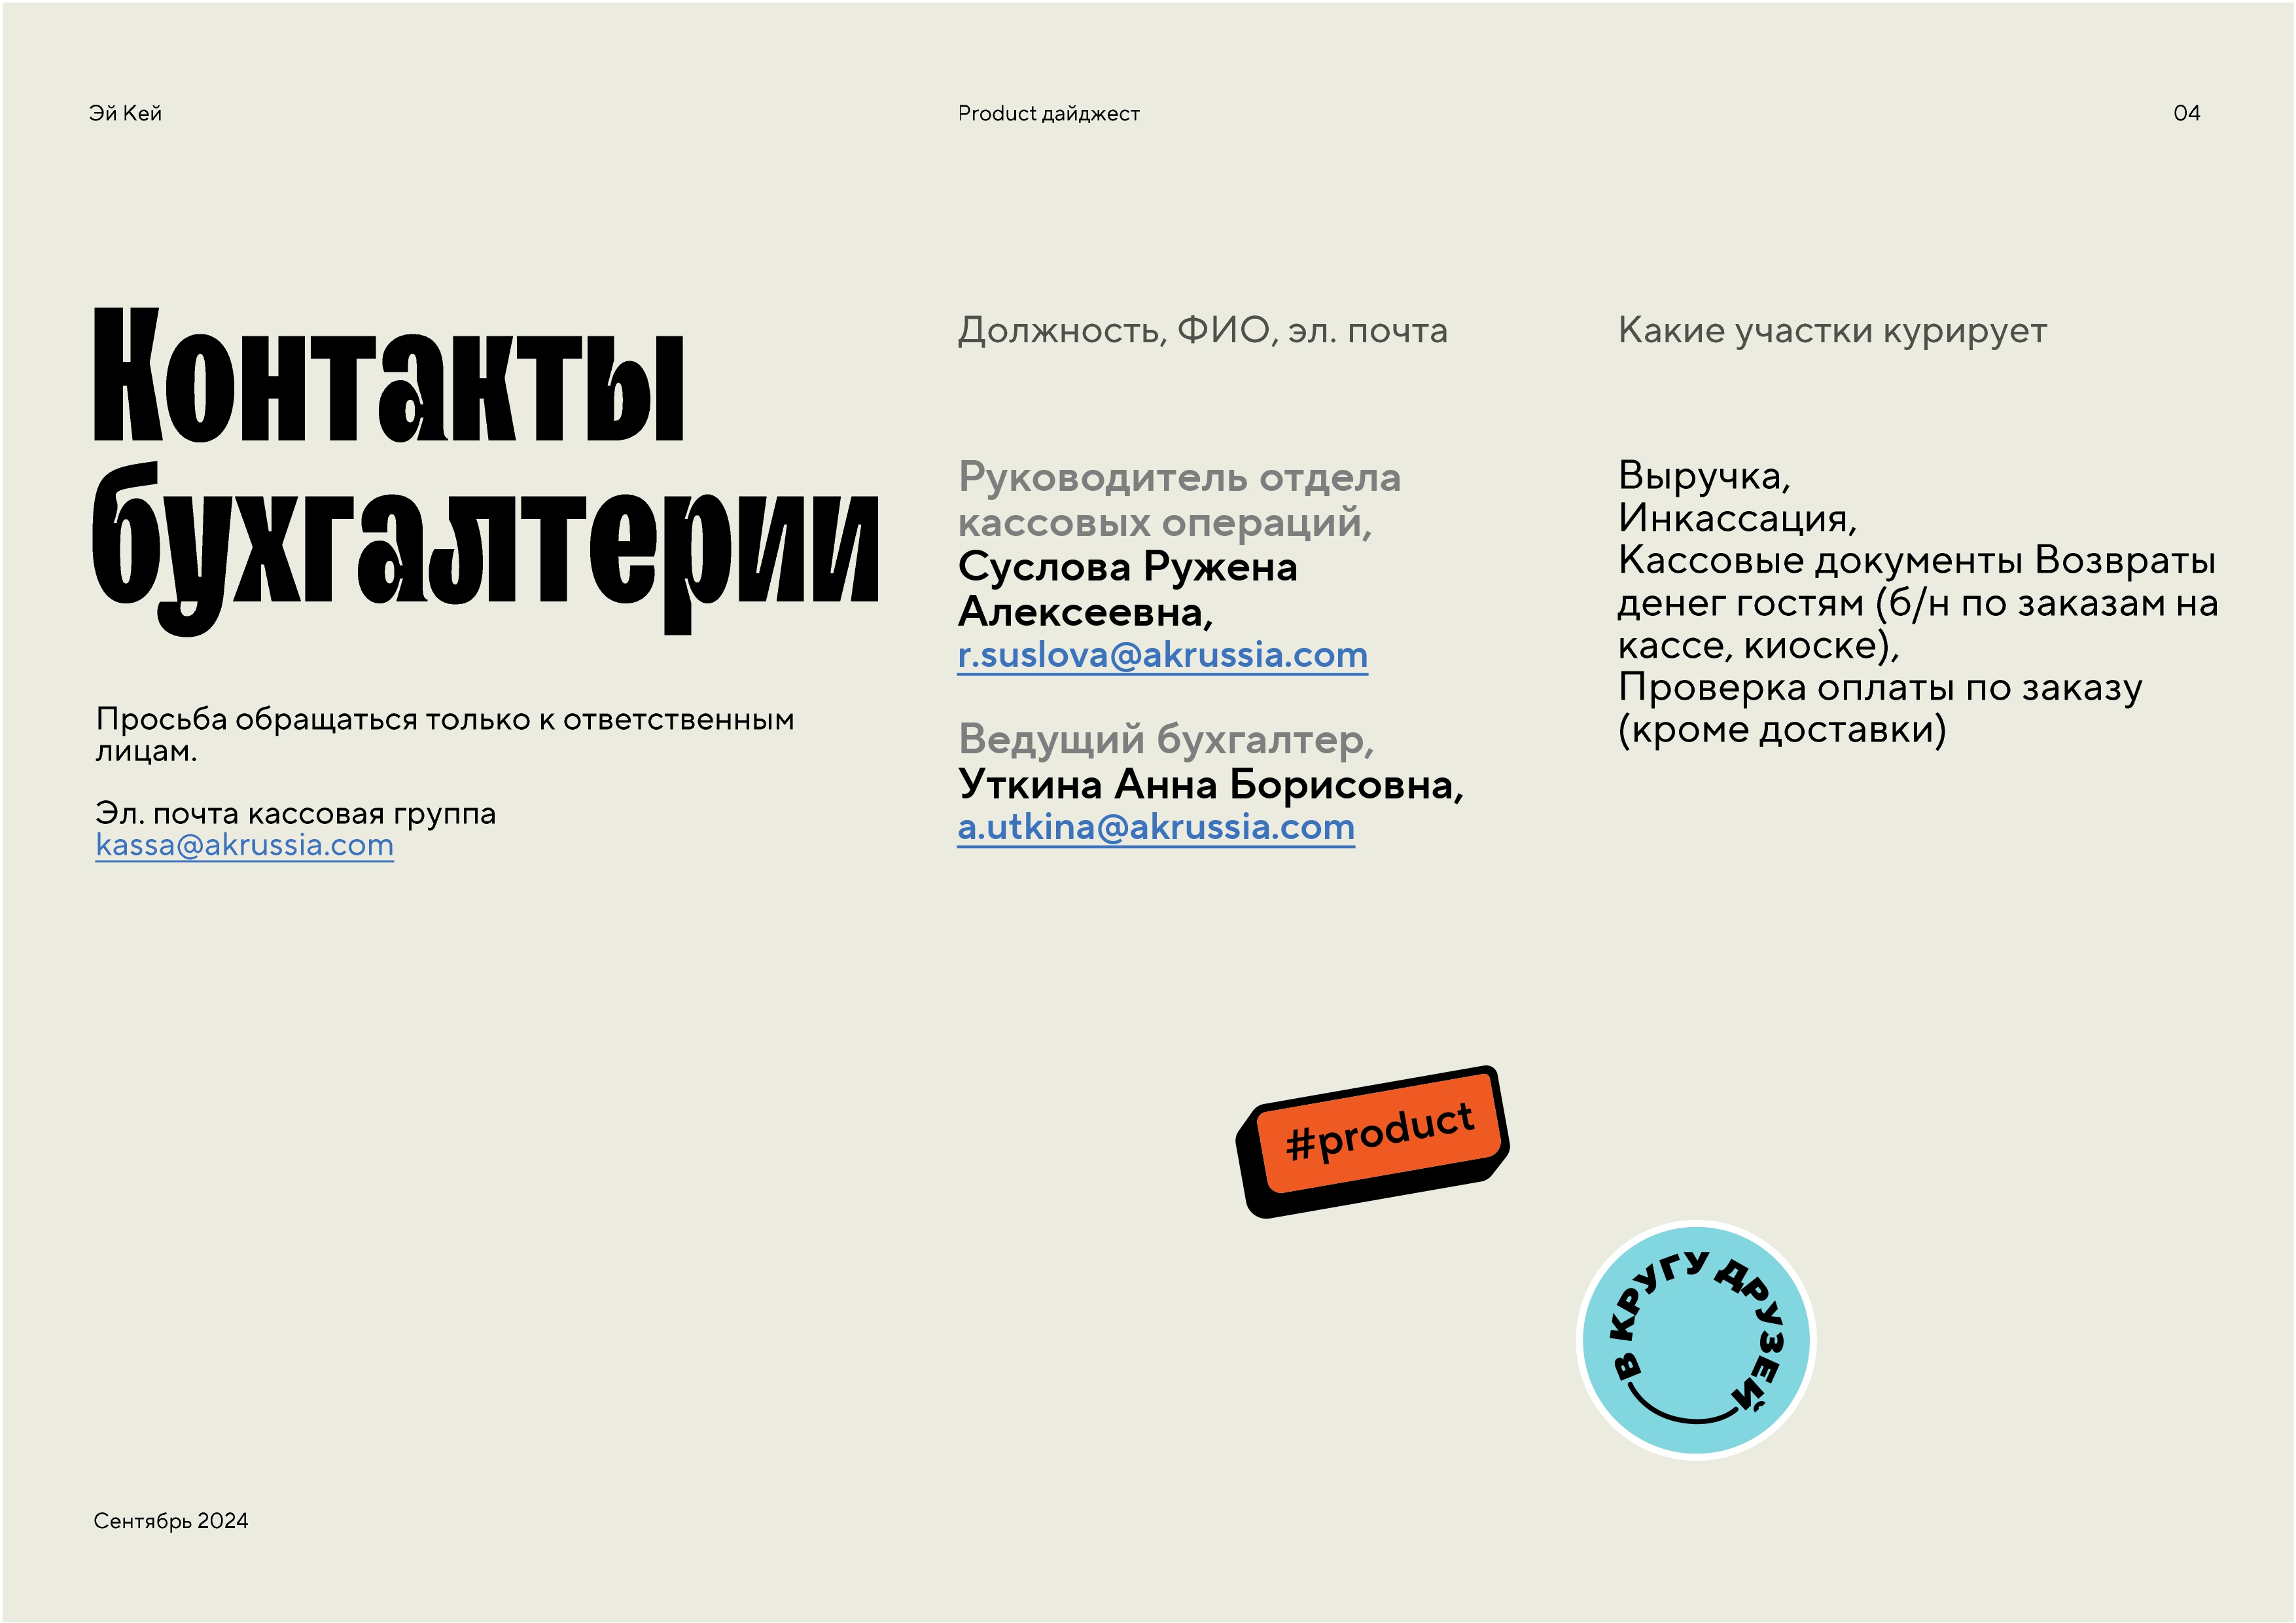 Эй Кей
Product дайджест
04
Контакты
бухгалтерии
Просьба обращаться только к ответственным
лицам.
Эл. почта кассовая группа
kassa@akrussia.com
Должность, ФИО, эл. почта
Руководитель отдела
кассовых операций,
Суслова Ружена
Алексеевна,
r.suslova@akrussia.com
Ведущий бухгалтер,
Уткина Анна Борисовна,
a.utkina@akrussia.com
Какие участки курирует
Выручка,
Инкассация,
Кассовые документы Возвраты
денег гостям (б/н по заказам на
кассе, киоске),
Проверка оплаты по заказу
(кроме доставки)
#product
В КРУГУ ДРУЗЕЙ
Сентябрь 2024